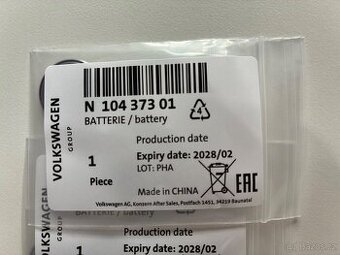 VOLKSWAGEN
GROUP
N 104 373 01
BATTERIE / battery
4
Production date
Expiry date: 2028/02
LOT: PHA
1
Piece
Made in CHINA
EAC
Volkswagen AG, Konzern After Sales, Postfach 1451, 34219 Baunatal
VOLKSWAGEN
GROUP
BATTERIE / battery
Production date
Expiry date: 2028/02
1